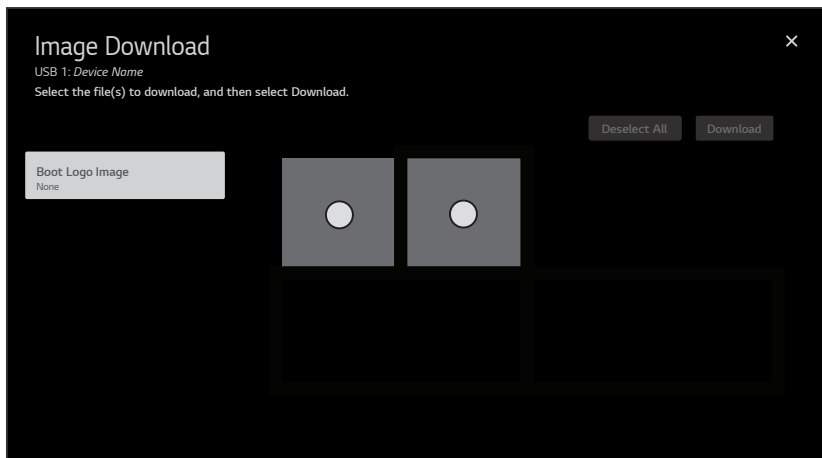 Image Download
USB 1: Device Name
Select the file(s) to download, and then select Download.
Deselect All
Download
Boot Logo Image
None